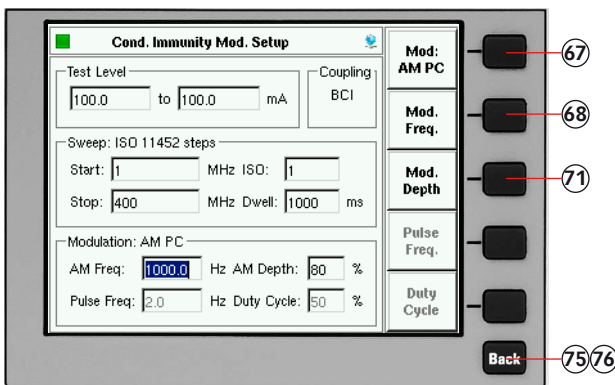 Cond. Immunity Mod. Setup
Test Level
100.0 to 100.0 mA
Coupling
BCI
Sweep: ISO 11452 steps
Start: 1 MHz ISO: 1
Stop: 400 MHz Dwell: 1000 ms
Modulation: AM PC
AM Freq: 1000.0 Hz AM Depth: 80 %
Pulse Freq: 2.0 Hz Duty Cycle: 50 %
Mod:
AM PC
Mod.
Freq.
Mod.
Depth
Pulse
Freq.
Duty
Cycle
67
68
71
Back
75 76